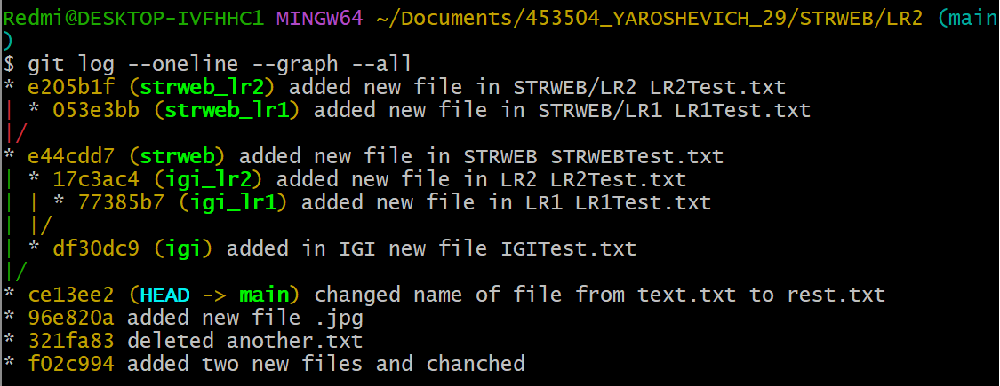 Redmi@DESKTOP-IVFHHC1 MINGW64 ~/Documents/453504_YAROSHEVICH_29/STRWEB/LR2 (main
)
$ git log --oneline --graph --all
* e205b1f (strweb_lr2) added new file in STRWEB/LR2 LR2Test.txt
| * 053e3bb (strweb_lr1) added new file in STRWEB/LR1 LR1Test.txt
|/
* e44cdd7 (strweb) added new file in STRWEB STRWEBTest.txt
| * 17c3ac4 (igi_lr2) added new file in LR2 LR2Test.txt
| | * 77385b7 (igi_lr1) added new file in LR1 LR1Test.txt
| |/
| * df30dc9 (igi) added in IGI new file IGITest.txt
|/
* ce13ee2 (HEAD -> main) changed name of file from text.txt to rest.txt
* 96e820a added new file .jpg
* 321fa83 deleted another.txt
* f02c994 added two new files and chanched